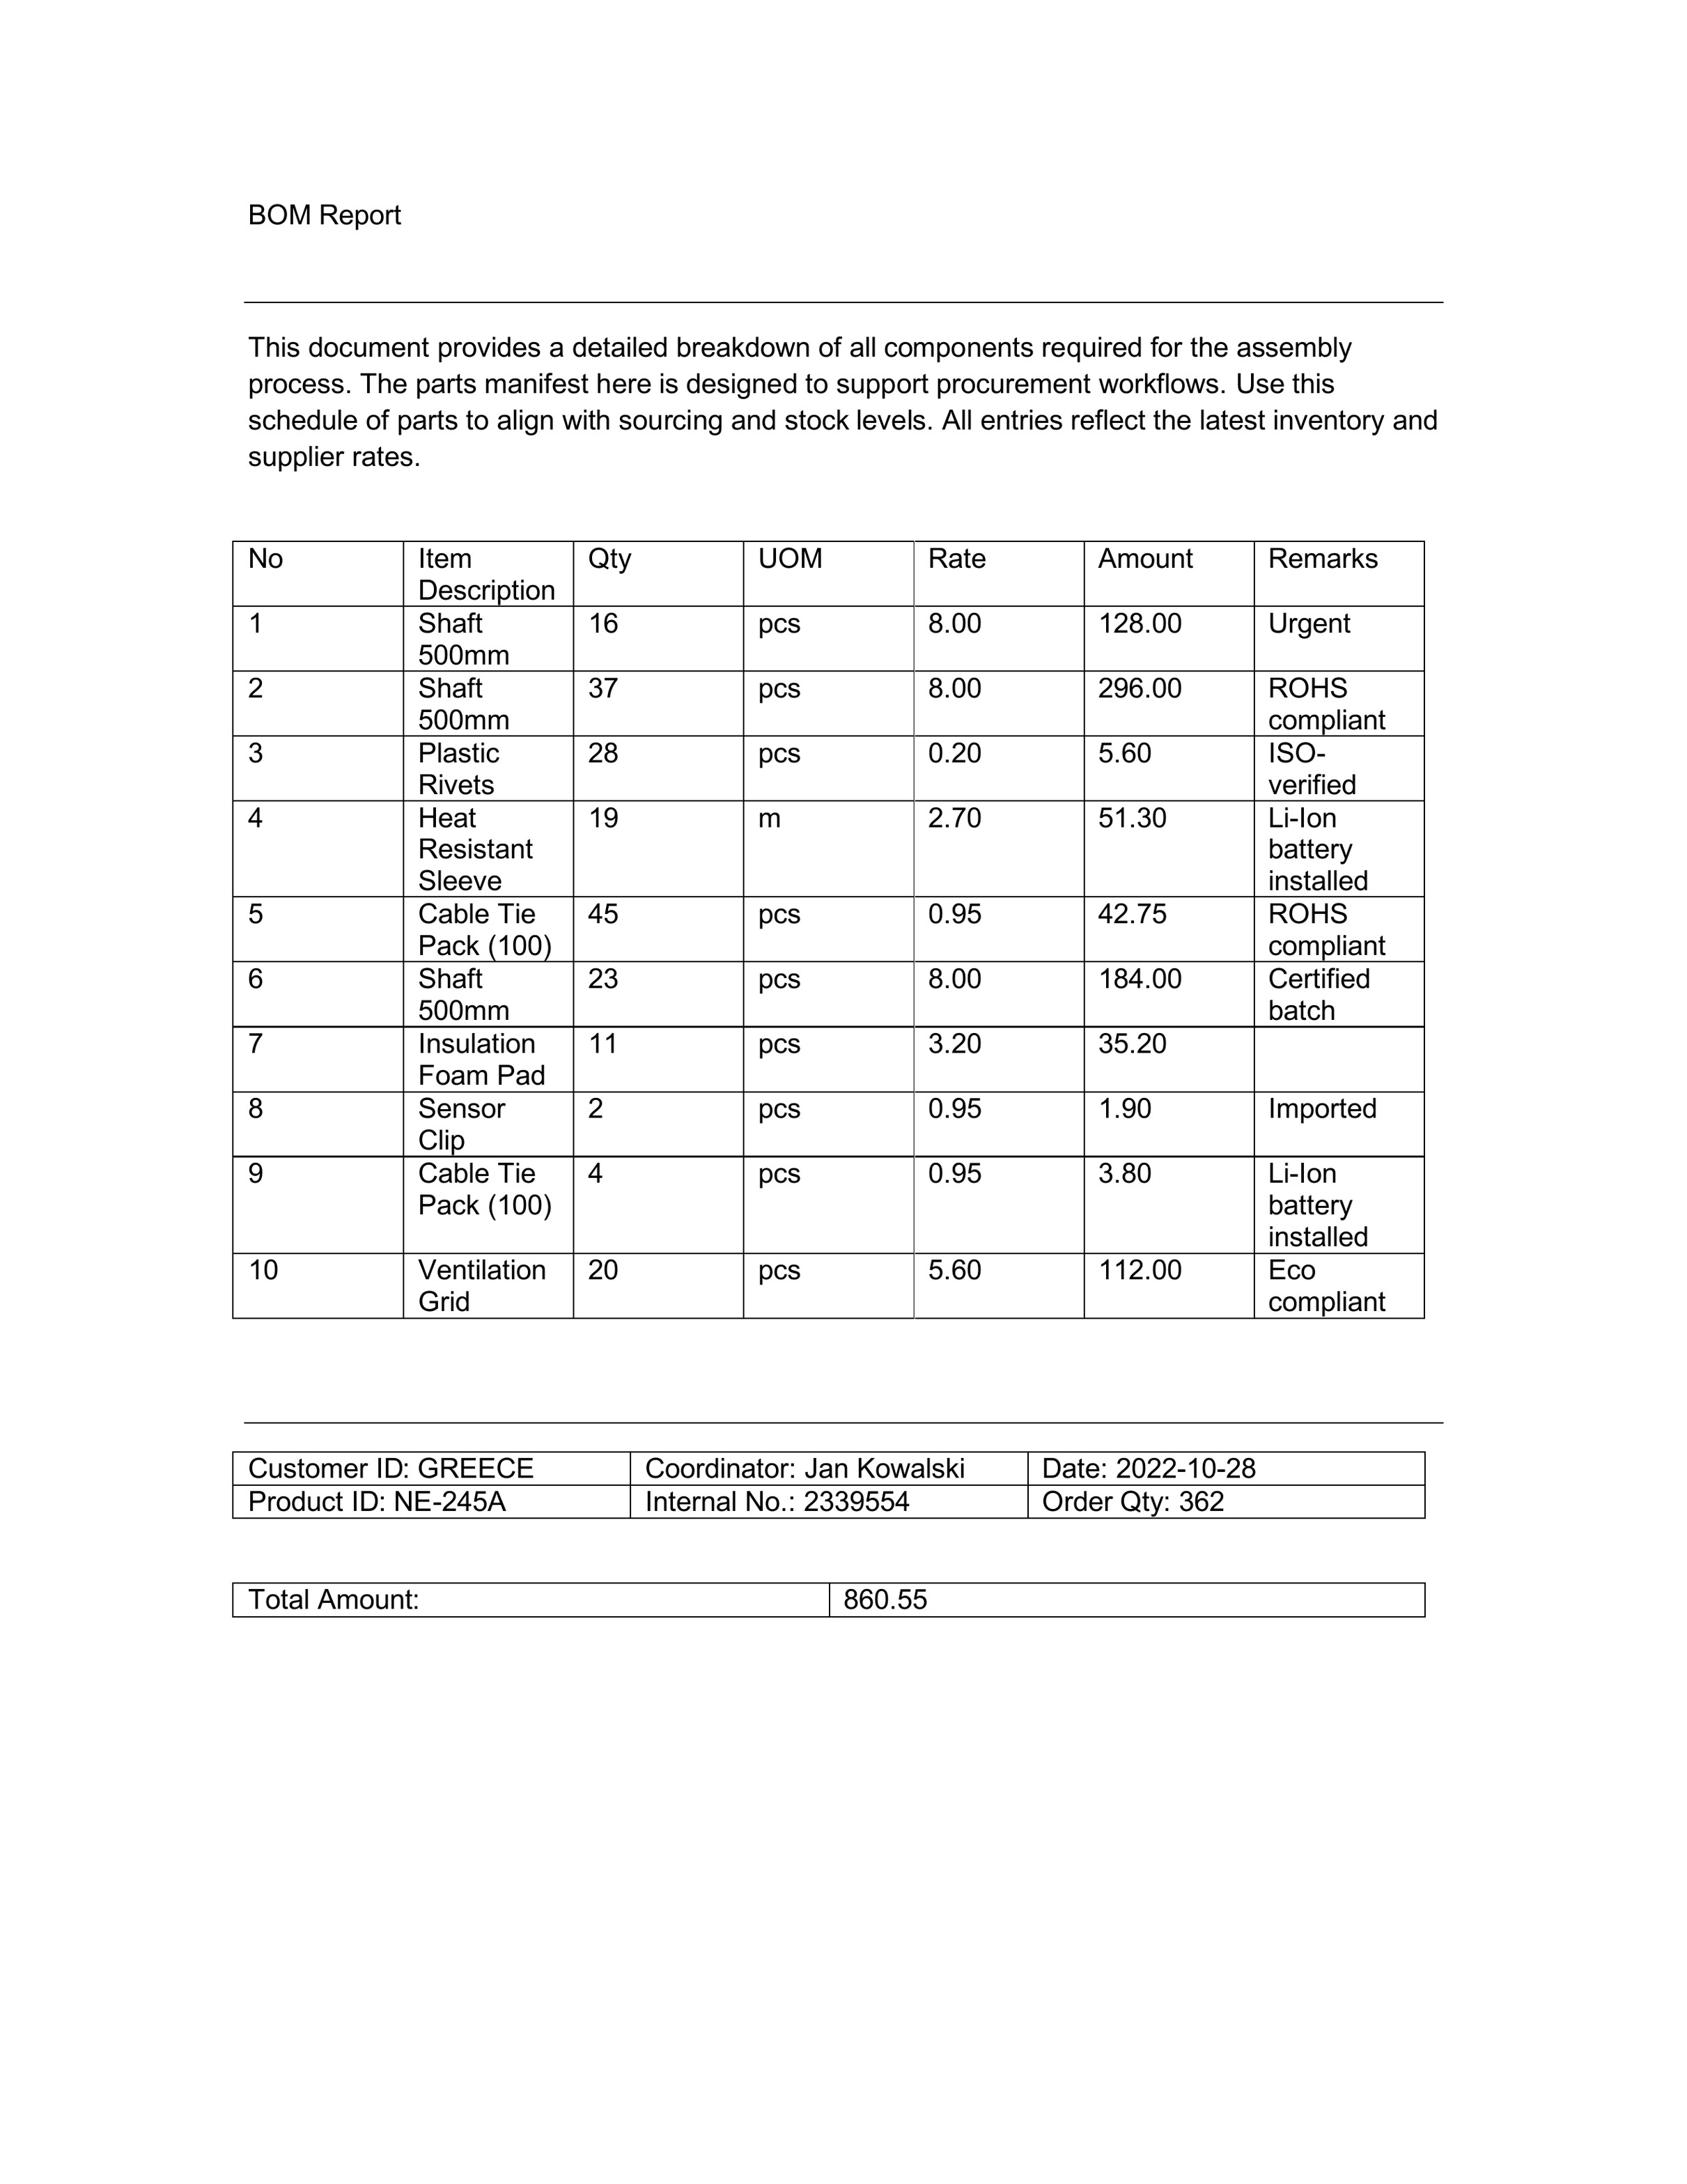 BOM Report
This document provides a detailed breakdown of all components required for the assembly
process. The parts manifest here is designed to support procurement workflows. Use this
schedule of parts to align with sourcing and stock levels. All entries reflect the latest inventory and
supplier rates.
No Item Description Qty UOM Rate Amount Remarks
1 Shaft 500mm 16 pcs 8.00 128.00 Urgent
2 Shaft 500mm 37 pcs 8.00 296.00 ROHS compliant
3 Plastic Rivets 28 pcs 0.20 5.60 ISO-verified
4 Heat Resistant Sleeve 19 m 2.70 51.30 Li-Ion battery installed
5 Cable Tie Pack (100) 45 pcs 0.95 42.75 ROHS compliant
6 Shaft 500mm 23 pcs 8.00 184.00 Certified batch
7 Insulation Foam Pad 11 pcs 3.20 35.20
8 Sensor Clip 2 pcs 0.95 1.90 Imported
9 Cable Tie Pack (100) 4 pcs 0.95 3.80 Li-Ion battery installed
10 Ventilation Grid 20 pcs 5.60 112.00 Eco compliant
Customer ID: GREECE Coordinator: Jan Kowalski Date: 2022-10-28
Product ID: NE-245A Internal No.: 2339554 Order Qty: 362
Total Amount: 860.55